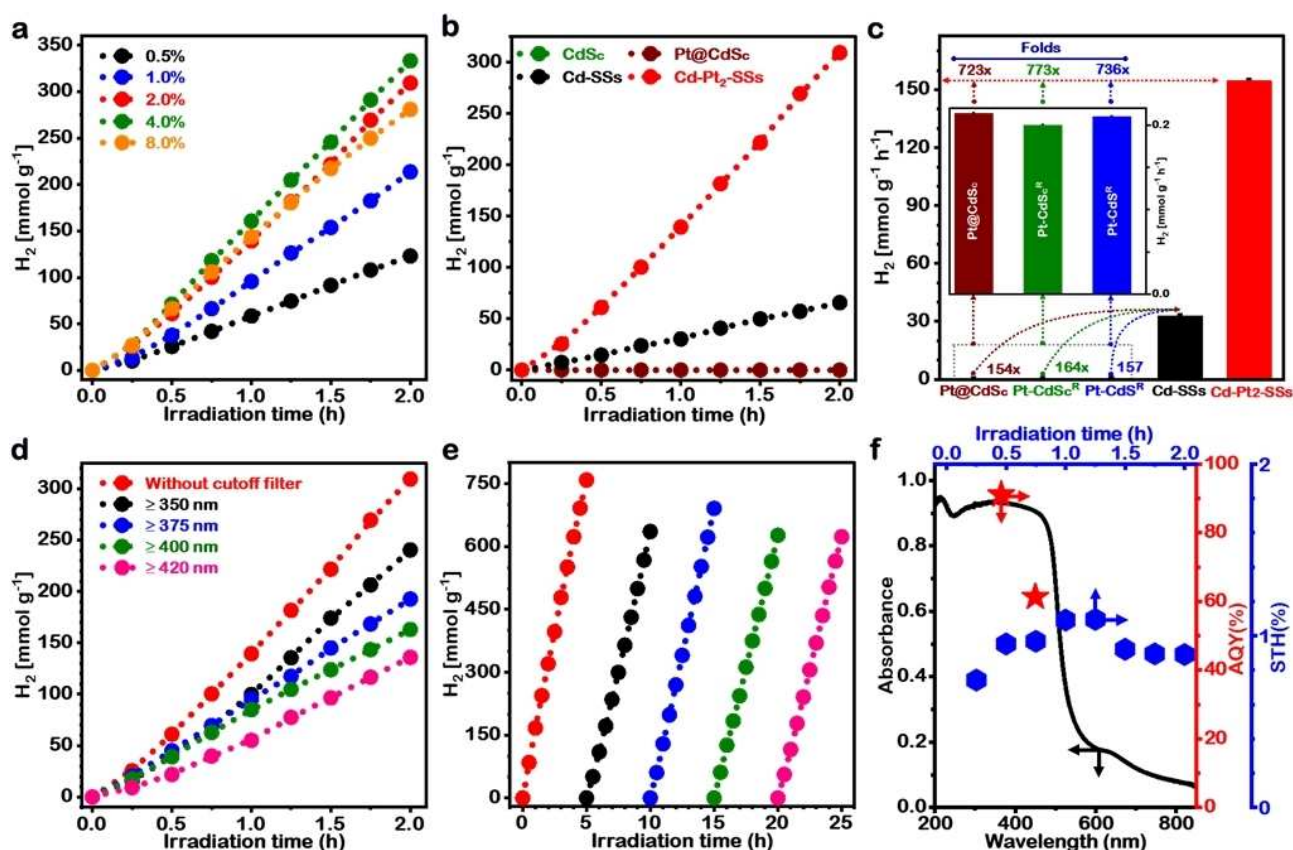 a
H₂ [mmol g⁻¹]
350
300
250
200
150
100
50
0
0.5%
1.0%
2.0%
4.0%
8.0%
0.0 0.5 1.0 1.5 2.0
Irradiation time (h)
b
H₂ [mmol g⁻¹]
300
250
200
150
100
50
0
CdSc Pt@CdSc
Cd-SSs Cd-Pt₂-SSs
0.0 0.5 1.0 1.5 2.0
Irradiation time (h)
c
H₂ [mmol g⁻¹ h⁻¹]
160
120
90
60
30
0
Folds
723x 773x 736x
Pt@CdSc
Pt-CdScᴿ
Pt-CdSᴿ
0.2
0.0
H₂ [mmol g⁻¹ h⁻¹]
154x 164x 157
Pt@CdSc Pt-CdScᴿ Pt-CdSᴿ Cd-SSs Cd-Pt2-SSs
d
H₂ [mmol g⁻¹]
300
250
200
150
100
50
0
Without cutoff filter
≥ 350 nm
≥ 375 nm
≥ 400 nm
≥ 420 nm
0.0 0.5 1.0 1.5 2.0
Irradiation time (h)
e
H₂ [mmol g⁻¹]
750
600
450
300
150
0
0 5 10 15 20 25
Irradiation time (h)
f
Irradiation time (h)
0.0 0.5 1.0 1.5 2.0
Absorbance
1.0
0.8
0.6
0.4
0.2
0.0
200 400 600 800
Wavelength (nm)
100
80
60
40
20
0
AQY(%)
2
1
0
STH(%)